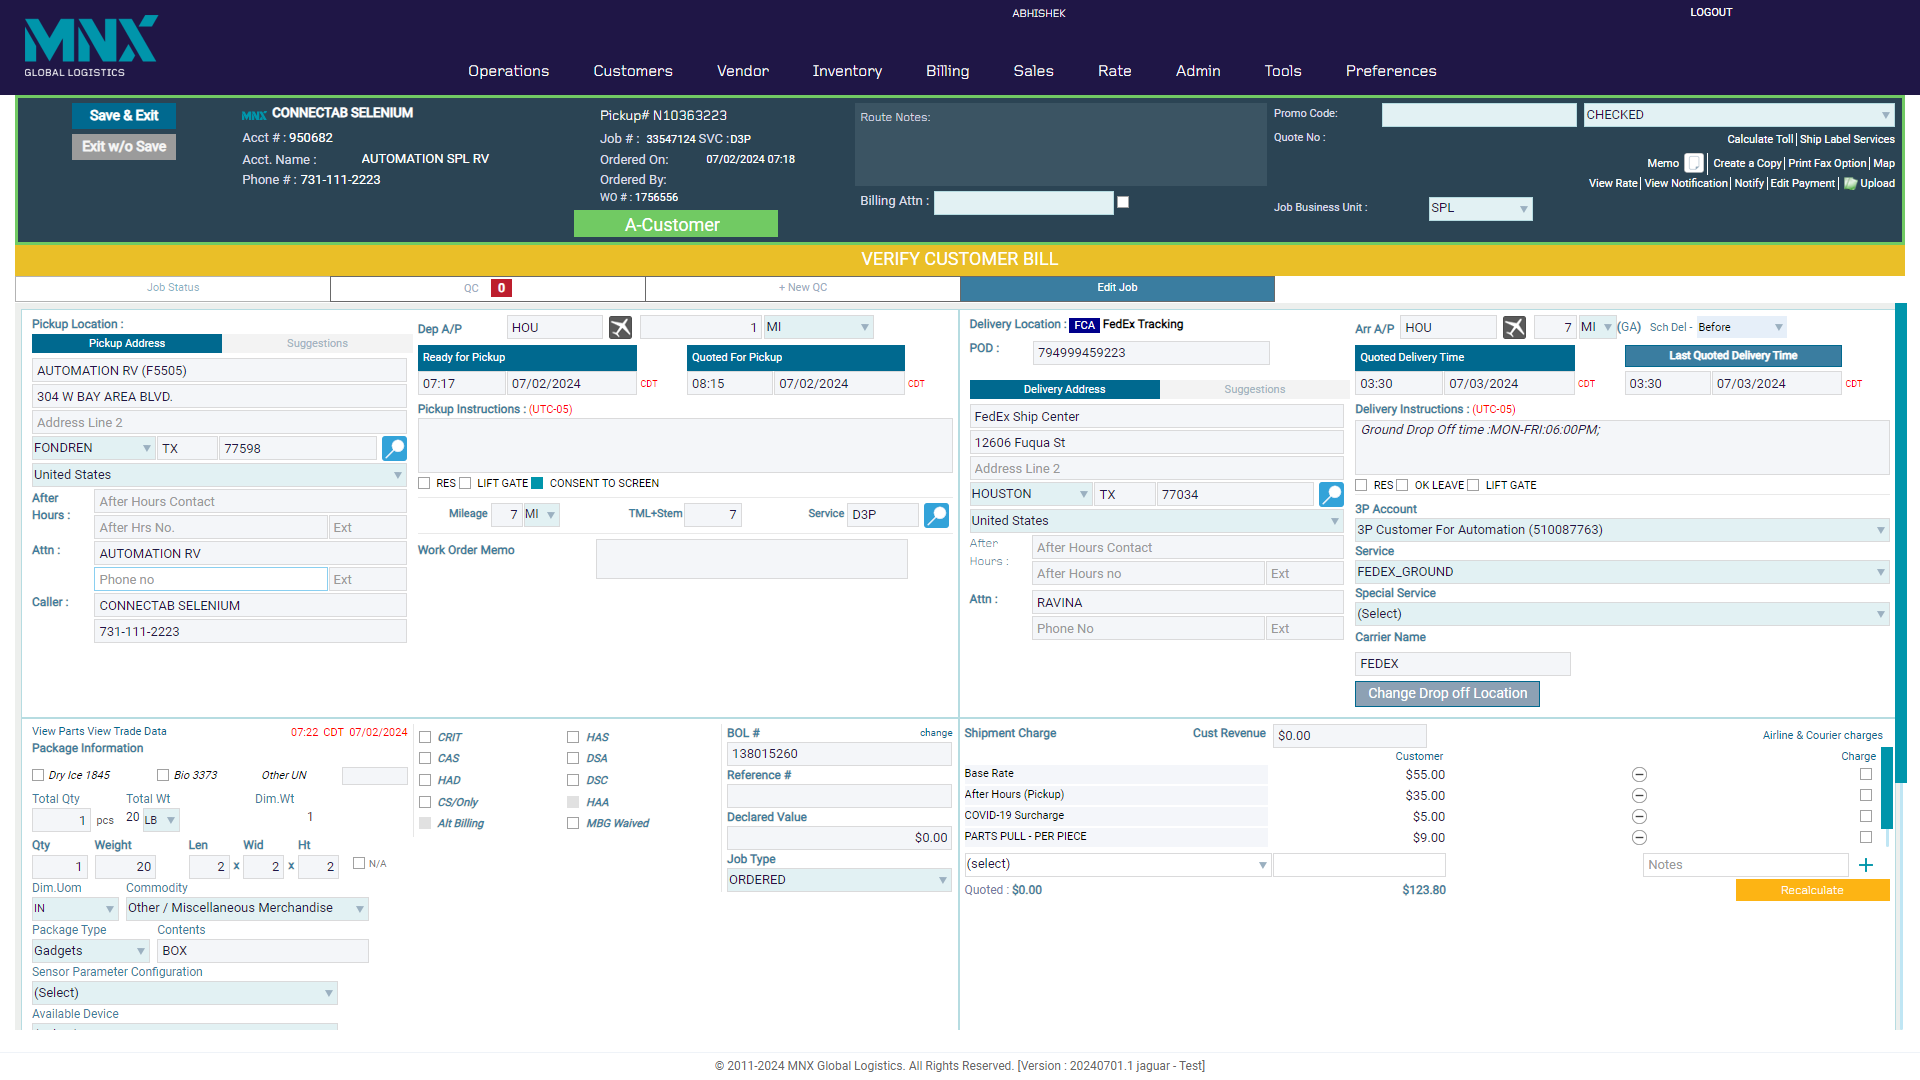 MNX
GLOBAL LOGISTICS
ABHISHEK
LOGOUT
Operations Customers Vendor Inventory Billing Sales Rate Admin Tools Preferences
Save & Exit
Exit w/o Save
MNX CONNECTAB SELENIUM
Acct # : 950682
Acct. Name : AUTOMATION SPL RV
Phone # : 731-111-2223
Pickup# N10363223
Job # : 33547124 SVC :D3P
Ordered On: 07/02/2024 07:18
Ordered By:
WO # : 1756556
A-Customer
Route Notes:
Billing Attn :
Promo Code:
CHECKED
Quote No :
Calculate Toll| Ship Label Services
Memo | Create a Copy| Print Fax Option| Map
View Rate| View Notification| Notify| Edit Payment| Upload
Job Business Unit : SPL
VERIFY CUSTOMER BILL
Job Status
QC 0
+ New QC
Edit Job
Pickup Location :
Pickup Address
Suggestions
AUTOMATION RV (F5505)
304 W BAY AREA BLVD.
Address Line 2
FONDREN TX 77598
United States
After Hours : After Hours Contact
After Hrs No. Ext
Attn : AUTOMATION RV
Phone no Ext
Caller : CONNECTAB SELENIUM
731-111-2223
Dep A/P HOU 1 MI
Ready for Pickup
07:17 07/02/2024 CDT
Quoted For Pickup
08:15 07/02/2024 CDT
Pickup Instructions : (UTC-05)
RES LIFT GATE CONSENT TO SCREEN
Mileage 7 MI TML+Stem 7 Service D3P
Work Order Memo
Delivery Location : FCA FedEx Tracking
POD : 794999459223
Delivery Address
Suggestions
FedEx Ship Center
12606 Fuqua St
Address Line 2
HOUSTON TX 77034
United States
After Hours : After Hours Contact
After Hours no Ext
Attn : RAVINA
Phone No Ext
Arr A/P HOU 7 MI (GA) Sch Del - Before
Quoted Delivery Time
03:30 07/03/2024 CDT
Last Quoted Delivery Time
03:30 07/03/2024 CDT
Delivery Instructions : (UTC-05)
Ground Drop Off time :MON-FRI:06:00PM;
RES OK LEAVE LIFT GATE
3P Account
3P Customer For Automation (510087763)
Service
FEDEX_GROUND
Special Service
(Select)
Carrier Name
FEDEX
Change Drop off Location
View Parts View Trade Data 07:22 CDT 07/02/2024
Package Information
Dry Ice 1845 Bio 3373 Other UN
Total Qty Total Wt Dim.Wt
1 pcs 20 LB 1
Qty Weight Len Wid Ht
1 20 2 x 2 x 2 N/A
Dim.Uom Commodity
IN Other / Miscellaneous Merchandise
Package Type Contents
Gadgets BOX
Sensor Parameter Configuration
(Select)
Available Device
CRIT HAS
CAS DSA
HAD DSC
CS/Only HAA
Alt Billing MBG Waived
BOL # change
138015260
Reference #
Declared Value
$0.00
Job Type
ORDERED
Shipment Charge Cust Revenue $0.00 Airline & Courier charges
Customer Charge
Base Rate $55.00
After Hours (Pickup) $35.00
COVID-19 Surcharge $5.00
PARTS PULL - PER PIECE $9.00
(select) Notes +
Quoted : $0.00 $123.80
Recalculate
© 2011-2024 MNX Global Logistics. All Rights Reserved. [Version : 20240701.1 jaguar - Test]